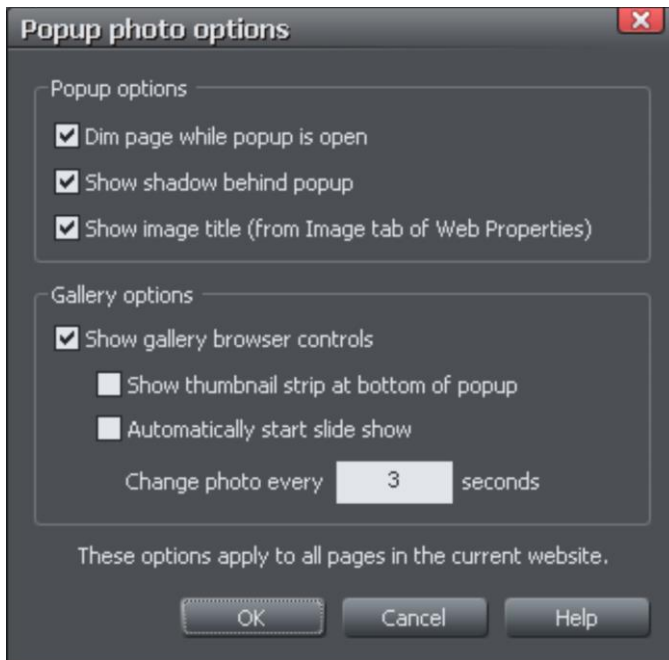 Popup photo options
Popup options
Dim page while popup is open
Show shadow behind popup
Show image title (from Image tab of Web Properties)
Gallery options
Show gallery browser controls
Show thumbnail strip at bottom of popup
Automatically start slide show
Change photo every 3 seconds
These options apply to all pages in the current website.
OK Cancel Help